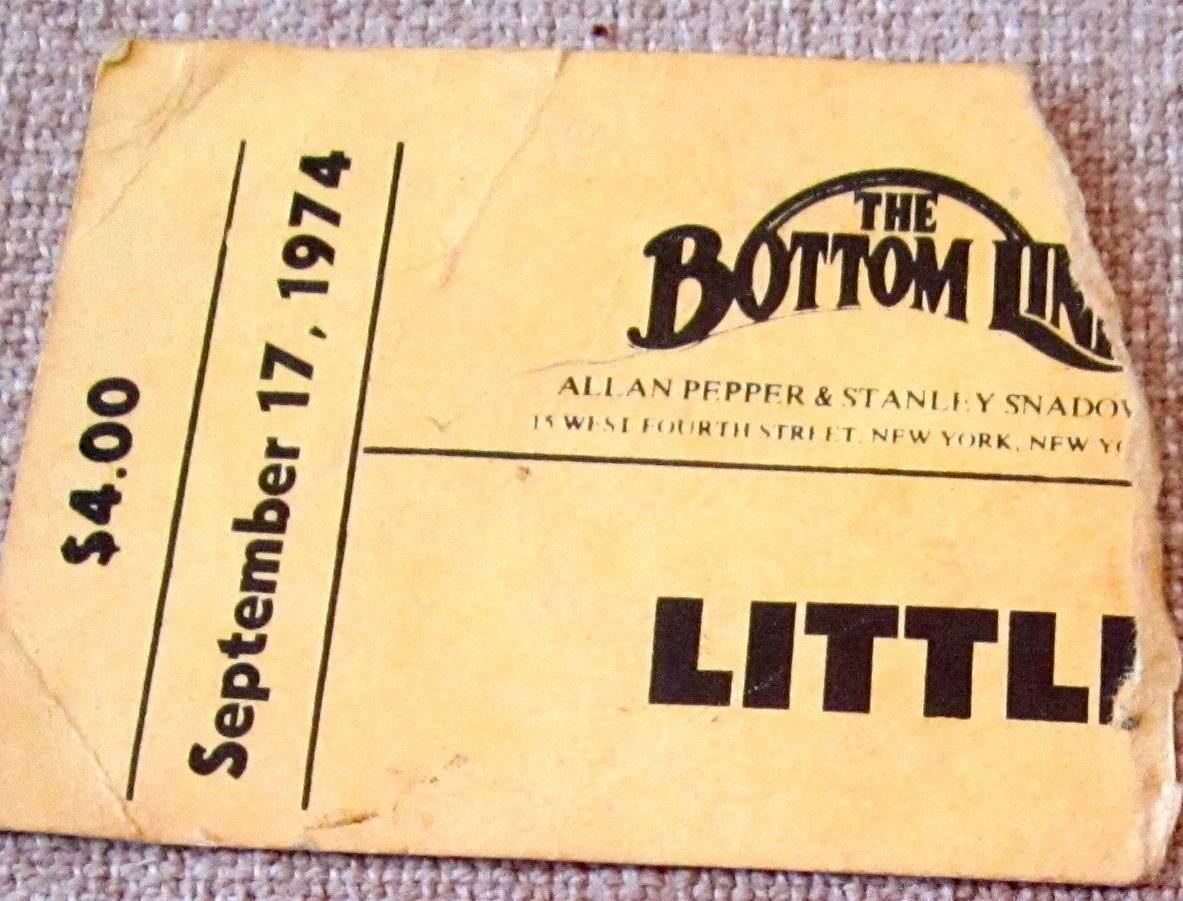 $4.00
September 17, 1974
THE
BOTTOM LIN
ALLAN PEPPER & STANLEY SNADOW
15 WEST FOURTH STREET, NEW YORK, NEW YO
LITTL